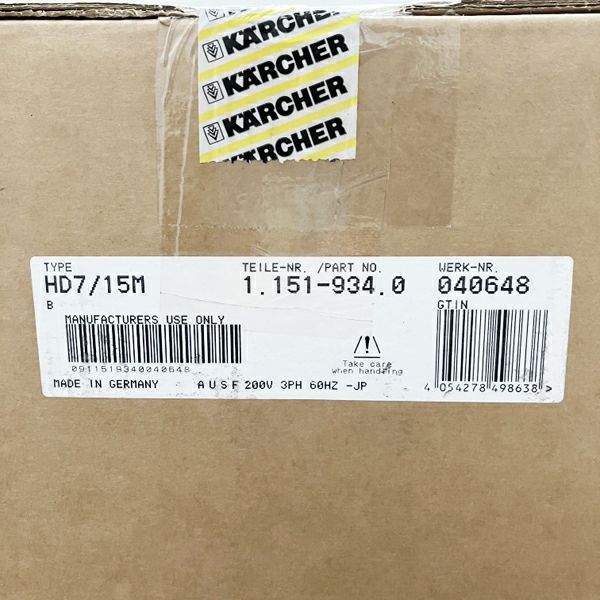 KÄRCHER
KÄRCHER
KÄRCHER
KÄRCHER
TYPE TEILE-NR. /PART NO. WERK-NR.
HD7/15M 1.151-934.0 040648
B GTIN
MANUFACTURERS USE ONLY
0911519340040648
Take care
when handling
MADE IN GERMANY AUSF 200V 3PH 60HZ -JP
4 054278 498638 >